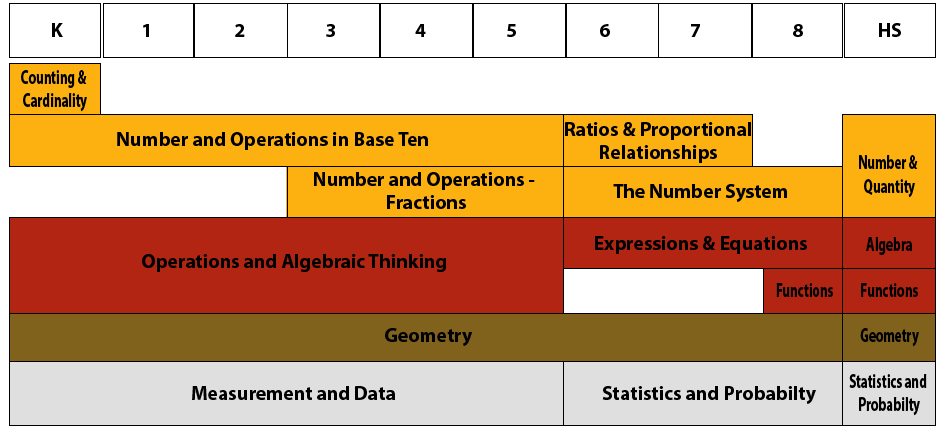 K 1 2 3 4 5 6 7 8 HS
Counting &
Cardinality
Number and Operations in Base Ten
Ratios & Proportional
Relationships
Number &
Quantity
Number and Operations -
Fractions
The Number System
Operations and Algebraic Thinking
Expressions & Equations
Algebra
Functions
Functions
Geometry
Geometry
Measurement and Data
Statistics and Probabilty
Statistics and
Probabilty